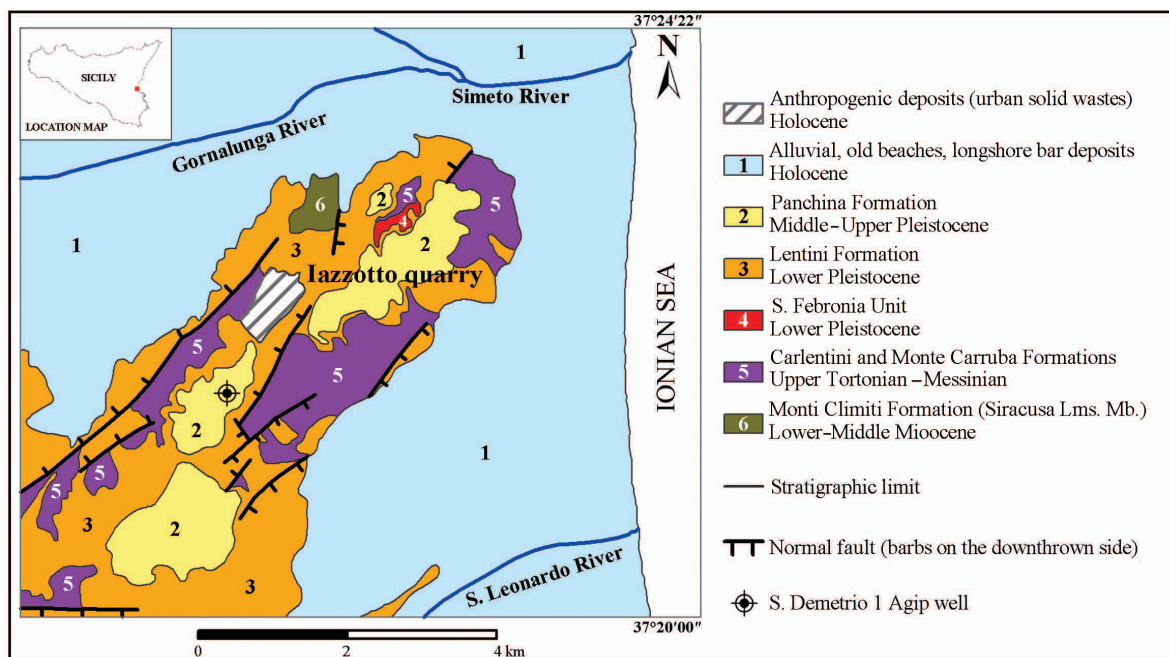 37°24'22"
SICILY
LOCATION MAP
1
N
Simeto River
Gornalunga River
6
2
5
4
5
1
3
2
Iazzotto quarry
5
5
2
1
5
5
3
2
5
3
S. Leonardo River
IONIAN SEA
37°20'00"
0 2 4 km
Anthropogenic deposits (urban solid wastes)
Holocene
1 Alluvial, old beaches, longshore bar deposits
Holocene
2 Panchina Formation
Middle-Upper Pleistocene
3 Lentini Formation
Lower Pleistocene
4 S. Febronia Unit
Lower Pleistocene
5 Carlentini and Monte Carruba Formations
Upper Tortonian -Messinian
6 Monti Climiti Formation (Siracusa Lms. Mb.)
Lower-Middle Mioocene
Stratigraphic limit
Normal fault (barbs on the downthrown side)
S. Demetrio 1 Agip well